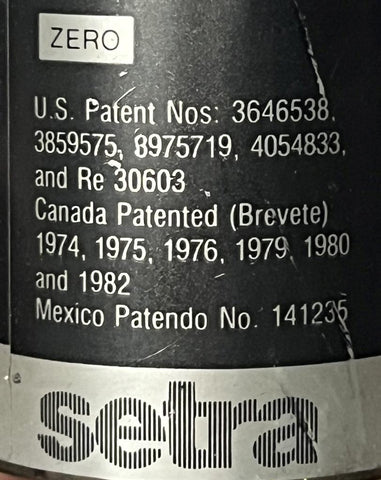 ZERO
U.S. Patent Nos: 3646538.
3859575, 8975719, 4054833,
and Re 30603
Canada Patented (Brevete)
1974, 1975, 1976, 1979, 1980
and 1982
Mexico Patendo No. 141235
setra